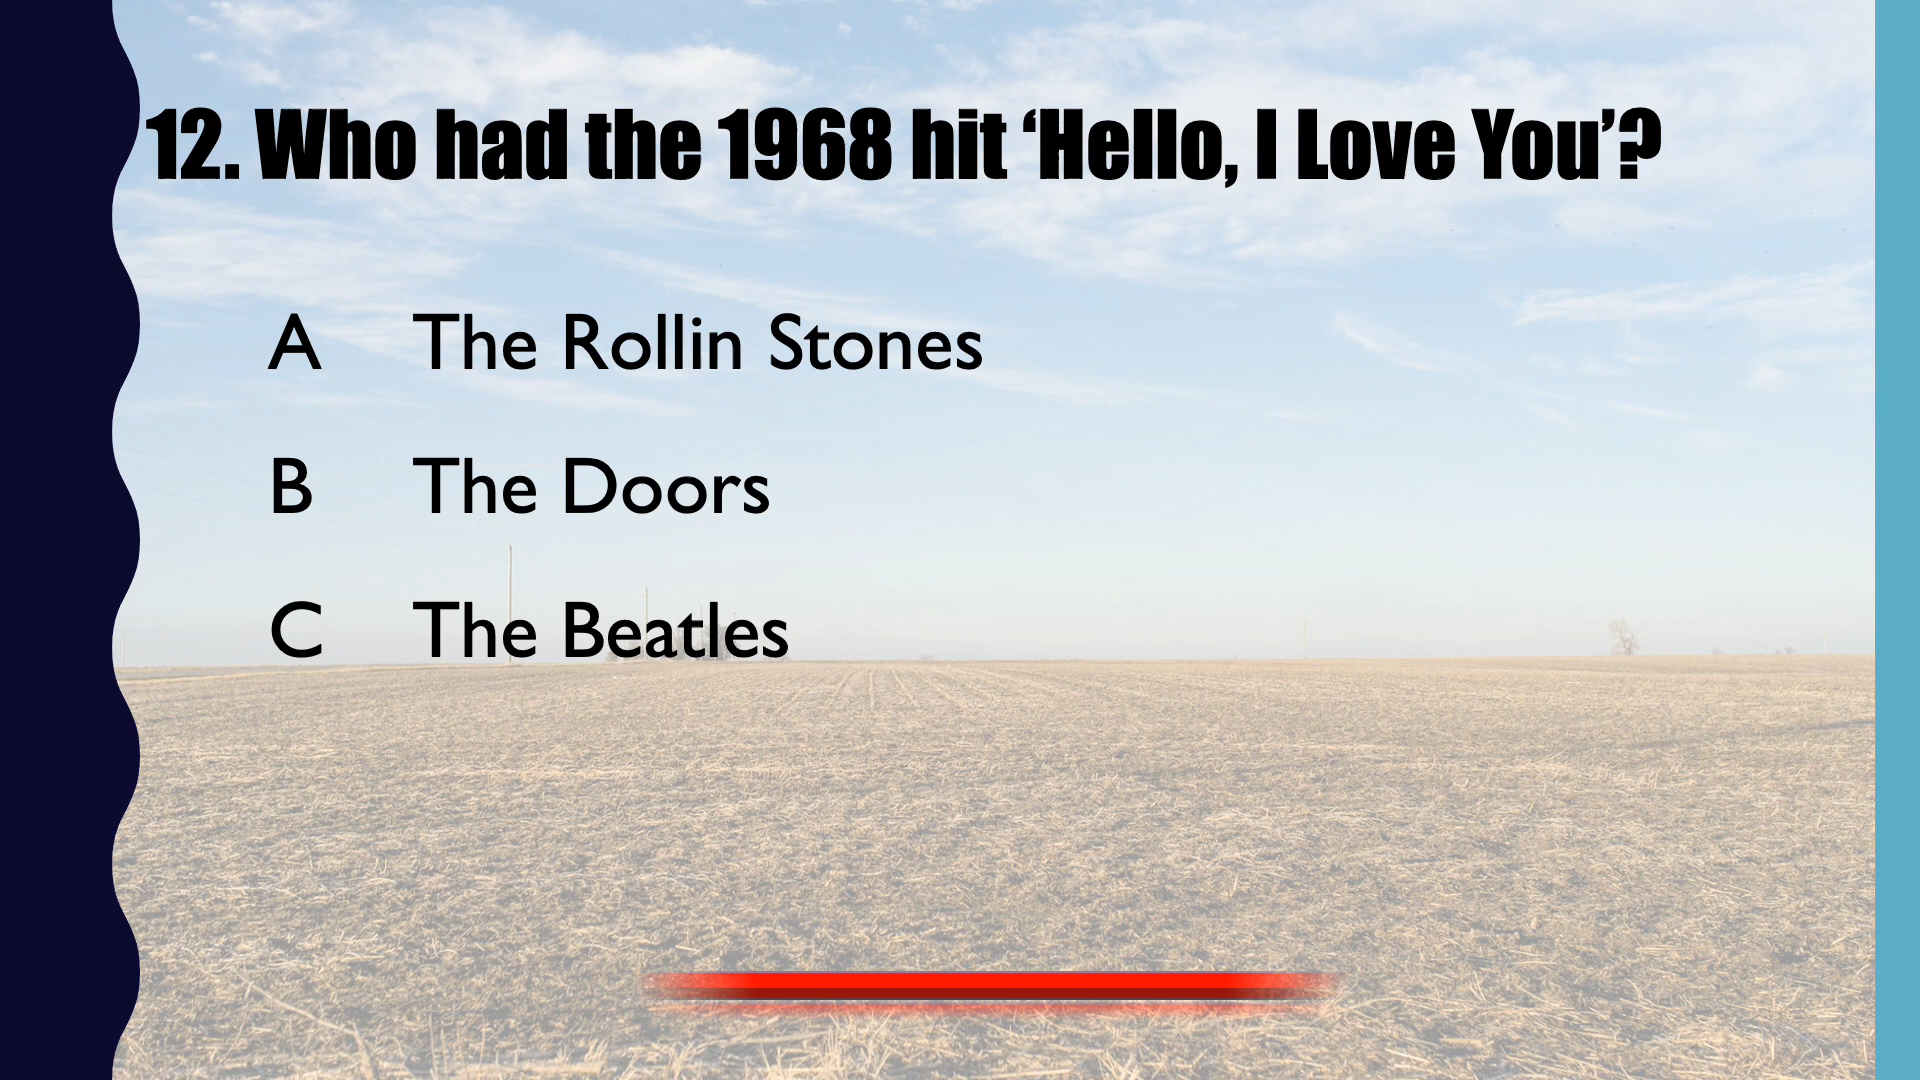 12. Who had the 1968 hit ‘Hello, I Love You’?
A The Rollin Stones
B The Doors
C The Beatles